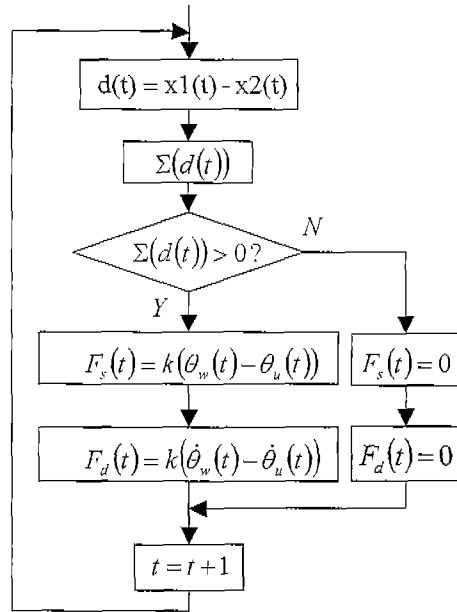 d(t) = x1(t) - x2(t)
Σ(d(t))
Σ(d(t)) > 0?
N
Y
F_s(t) = k(θ_w(t) − θ_u(t))
F_s(t) = 0
F_d(t) = k(θ̇_w(t) − θ̇_u(t))
F_d(t) = 0
t = t + 1